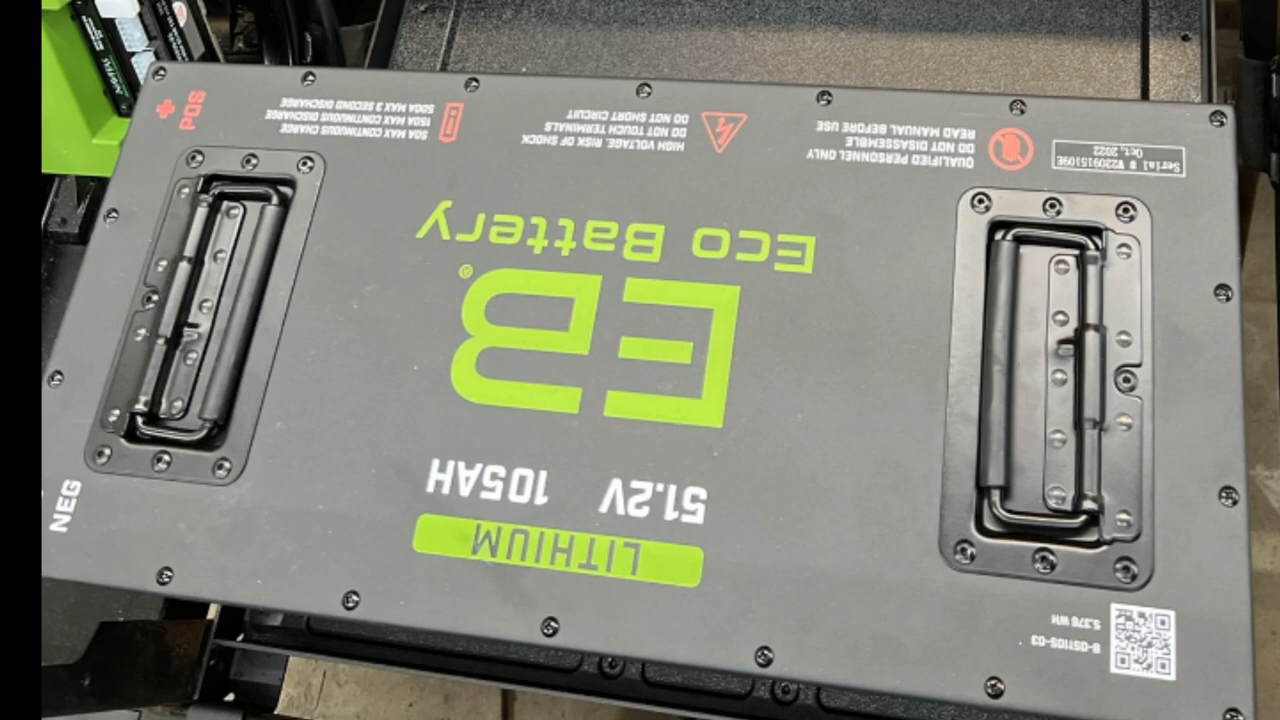 5,376 WH
LITHIUM
51.2V 105AH
EB®
Eco Battery
Serial # W220915109E
Oct, 2022
QUALIFIED PERSONNEL ONLY
DO NOT DISASSEMBLE
READ MANUAL BEFORE USE
HIGH VOLTAGE, RISK OF SHOCK
DO NOT TOUCH TERMINALS
DO NOT SHORT CIRCUIT
50A MAX CONTINUOUS CHARGE
150A MAX CONTINUOUS DISCHARGE
500A MAX 3 SECOND DISCHARGE
NEG
+ POS